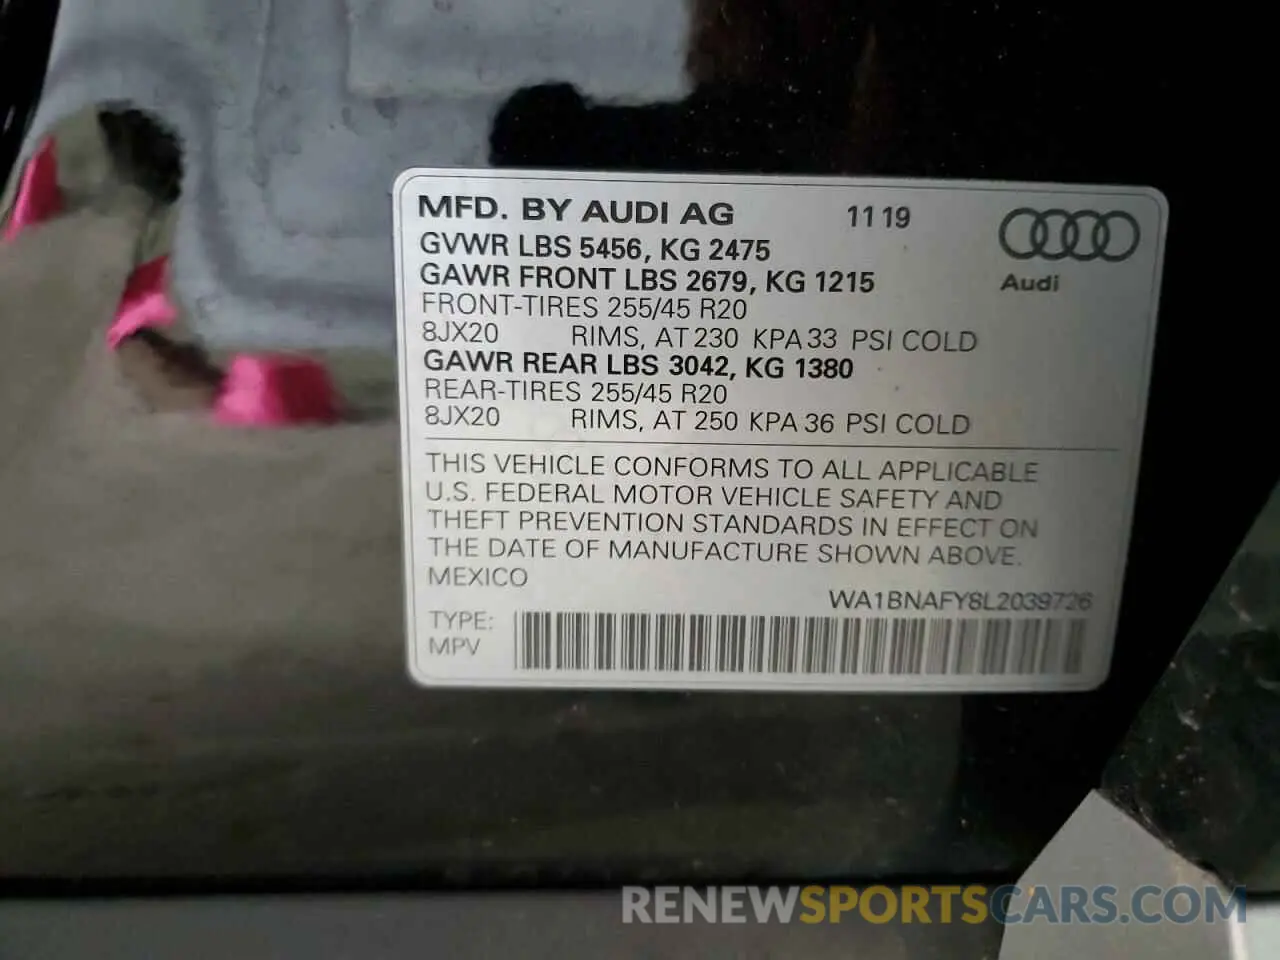 MFD. BY AUDI AG 11 19
GVWR LBS 5456, KG 2475
GAWR FRONT LBS 2679, KG 1215
Audi
FRONT-TIRES 255/45 R20
8JX20 RIMS, AT 230 KPA 33 PSI COLD
GAWR REAR LBS 3042, KG 1380
REAR-TIRES 255/45 R20
8JX20 RIMS, AT 250 KPA 36 PSI COLD
THIS VEHICLE CONFORMS TO ALL APPLICABLE
U.S. FEDERAL MOTOR VEHICLE SAFETY AND
THEFT PREVENTION STANDARDS IN EFFECT ON
THE DATE OF MANUFACTURE SHOWN ABOVE.
MEXICO
WA1BNAFY8L2039726
TYPE:
MPV
RENEWSPORTSCARS.COM